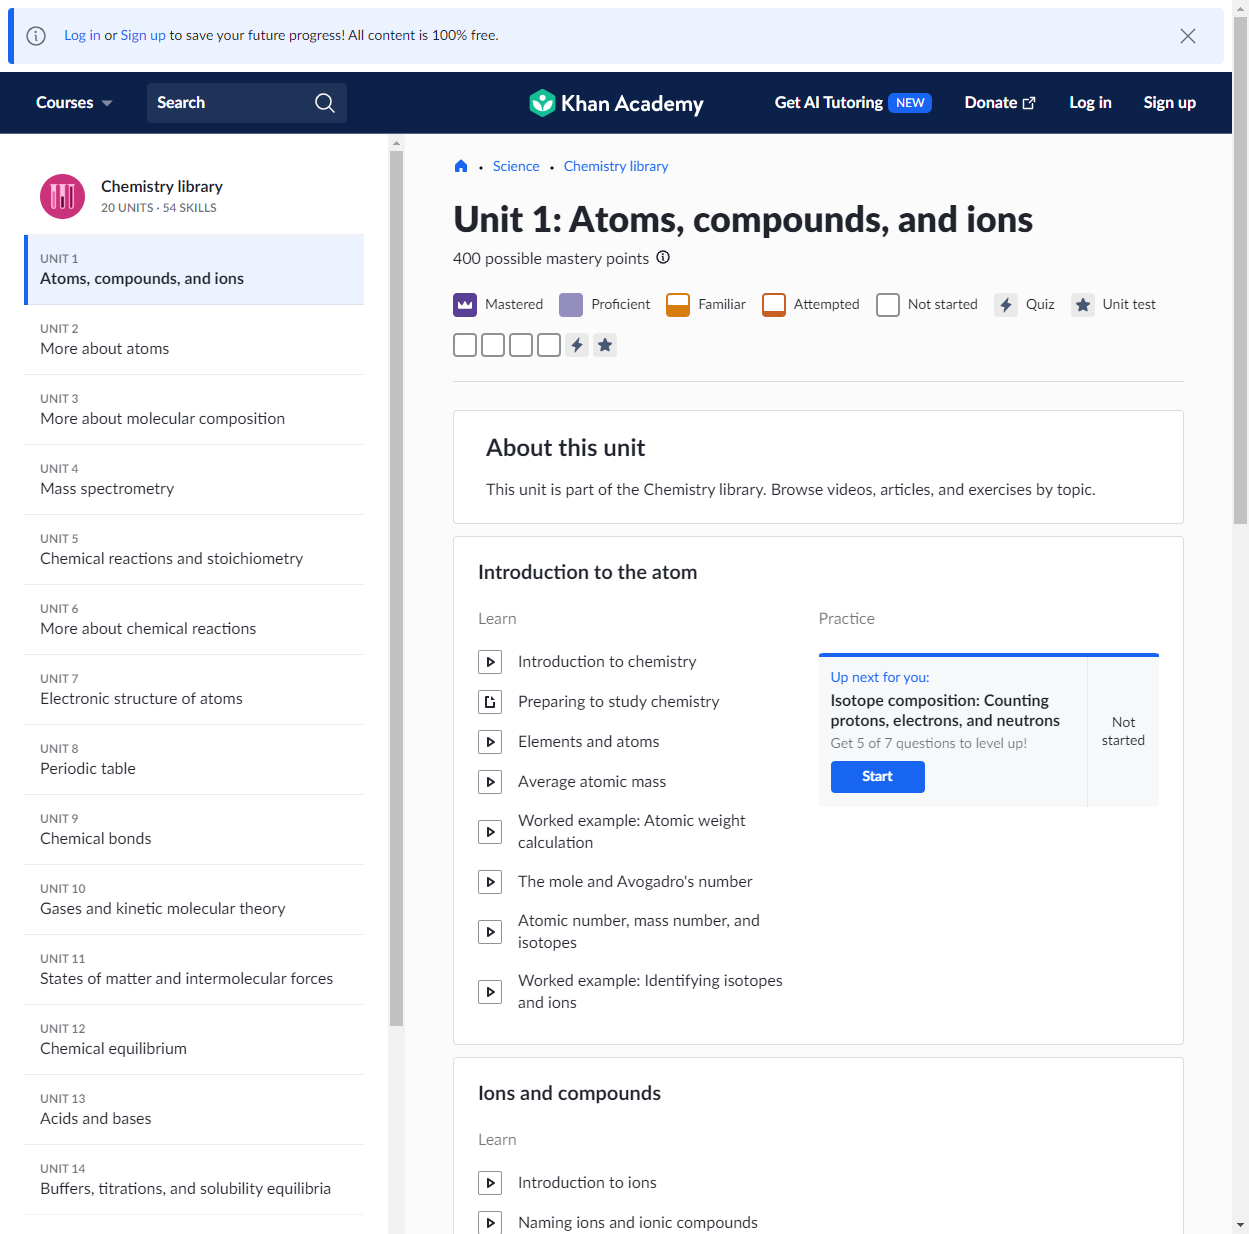 Log in or Sign up to save your future progress! All content is 100% free.
Courses
Search
Khan Academy
Get AI Tutoring NEW
Donate
Log in
Sign up
Chemistry library
20 UNITS · 54 SKILLS
UNIT 1
Atoms, compounds, and ions
UNIT 2
More about atoms
UNIT 3
More about molecular composition
UNIT 4
Mass spectrometry
UNIT 5
Chemical reactions and stoichiometry
UNIT 6
More about chemical reactions
UNIT 7
Electronic structure of atoms
UNIT 8
Periodic table
UNIT 9
Chemical bonds
UNIT 10
Gases and kinetic molecular theory
UNIT 11
States of matter and intermolecular forces
UNIT 12
Chemical equilibrium
UNIT 13
Acids and bases
UNIT 14
Buffers, titrations, and solubility equilibria
• Science • Chemistry library
Unit 1: Atoms, compounds, and ions
400 possible mastery points
Mastered
Proficient
Familiar
Attempted
Not started
Quiz
Unit test
About this unit
This unit is part of the Chemistry library. Browse videos, articles, and exercises by topic.
Introduction to the atom
Learn
Introduction to chemistry
Preparing to study chemistry
Elements and atoms
Average atomic mass
Worked example: Atomic weight
calculation
The mole and Avogadro's number
Atomic number, mass number, and
isotopes
Worked example: Identifying isotopes
and ions
Practice
Up next for you:
Isotope composition: Counting
protons, electrons, and neutrons
Get 5 of 7 questions to level up!
Start
Not
started
Ions and compounds
Learn
Introduction to ions
Naming ions and ionic compounds